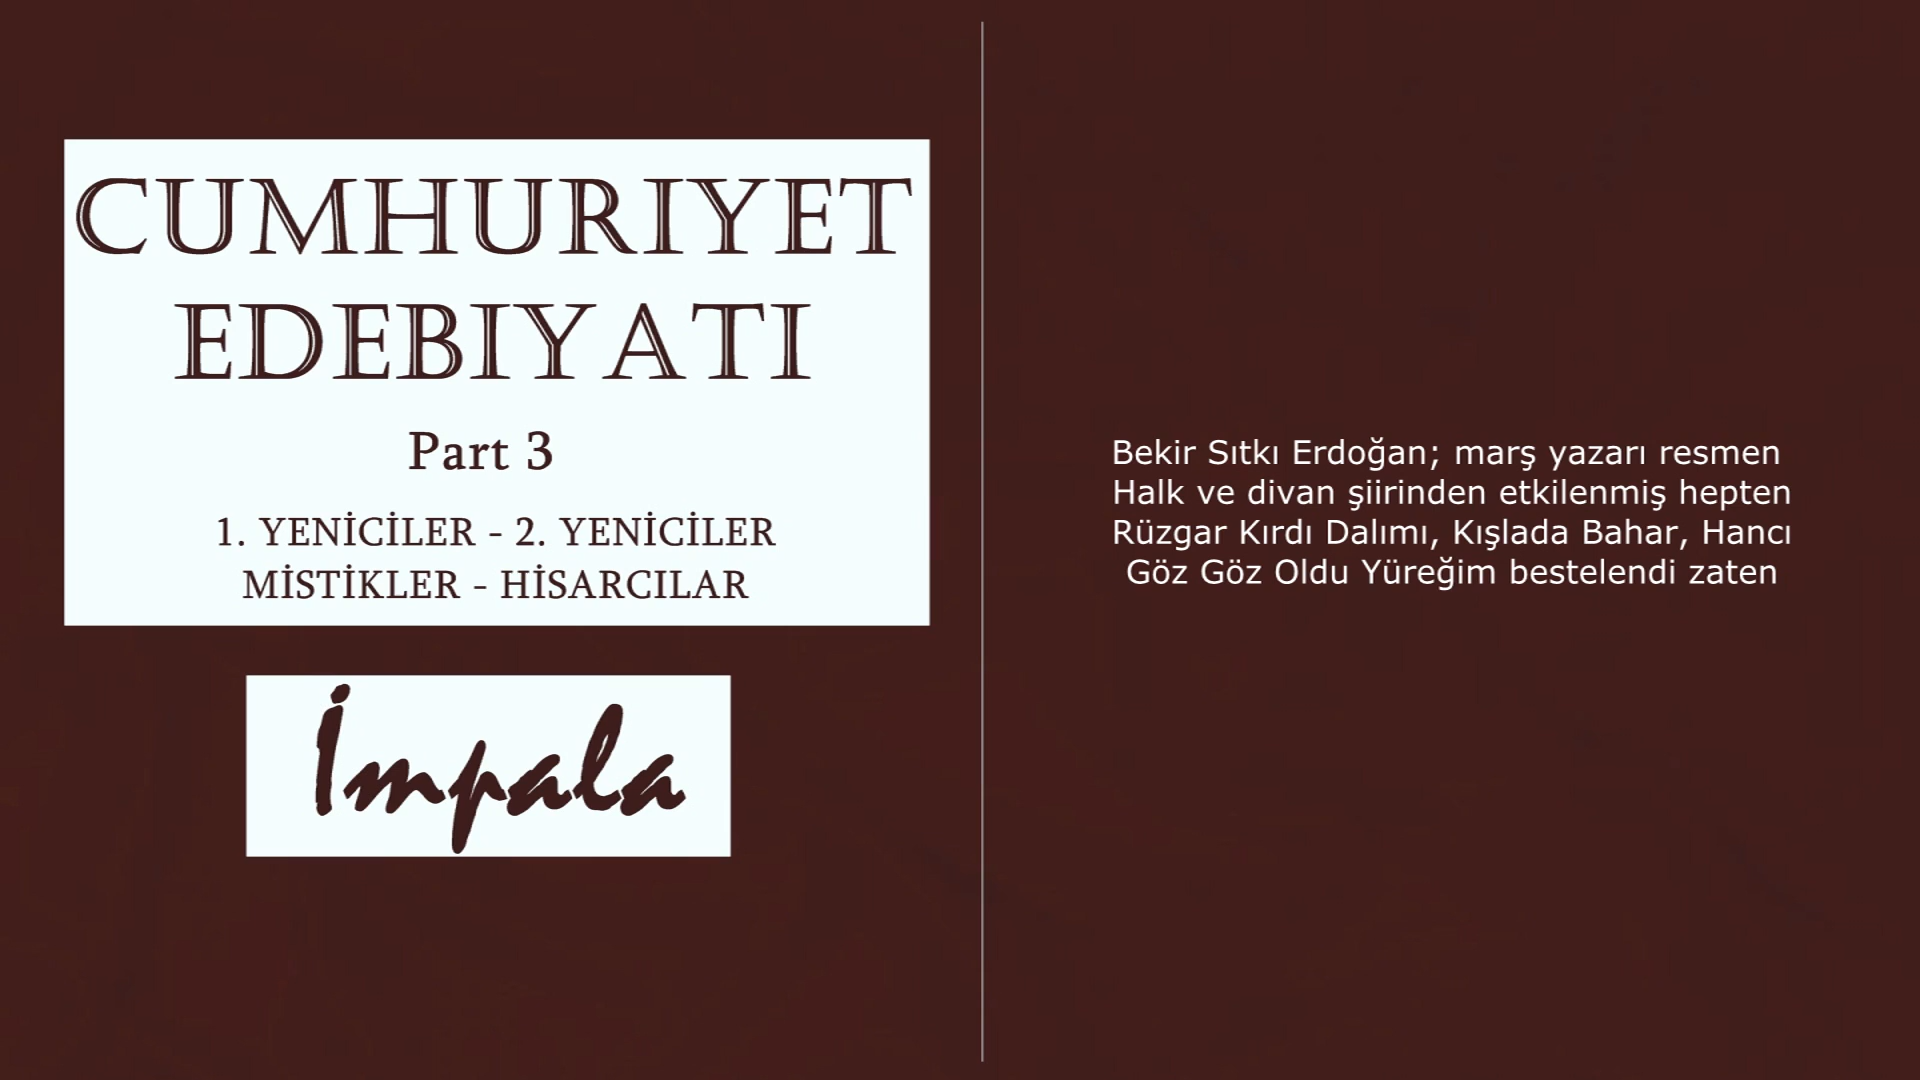 CUMHURIYET
EDEBIYATI
Part 3
1. YENİCİLER - 2. YENİCİLER
MİSTİKLER - HİSARCILAR
İmpala
Bekir Sıtkı Erdoğan; marş yazarı resmen
Halk ve divan şiirinden etkilenmiş hepten
Rüzgar Kırdı Dalımı, Kışlada Bahar, Hancı
Göz Göz Oldu Yüreğim bestelendi zaten